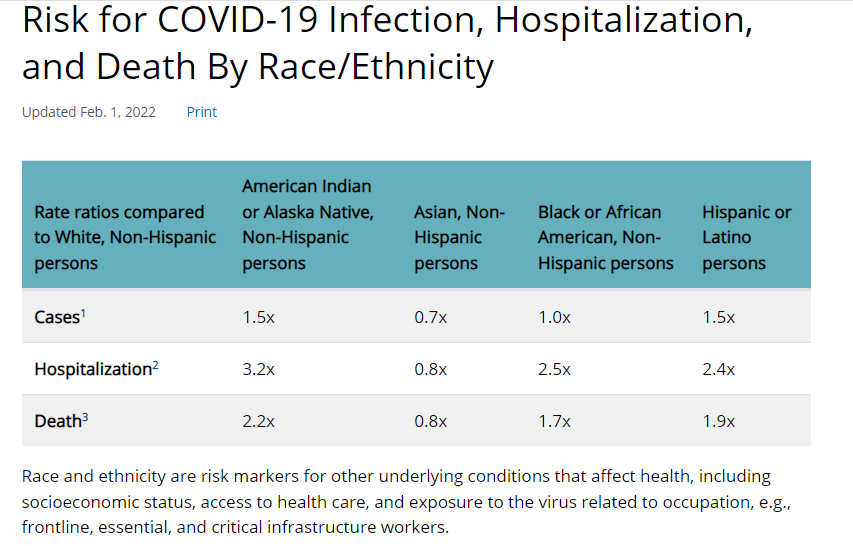 Risk for COVID-19 Infection, Hospitalization,
and Death By Race/Ethnicity
Updated Feb. 1, 2022 Print
Rate ratios compared
to White, Non-Hispanic
persons
American Indian
or Alaska Native,
Non-Hispanic
persons
Asian, Non-
Hispanic
persons
Black or African
American, Non-
Hispanic persons
Hispanic or
Latino
persons
Cases1 1.5x 0.7x 1.0x 1.5x
Hospitalization2 3.2x 0.8x 2.5x 2.4x
Death3 2.2x 0.8x 1.7x 1.9x
Race and ethnicity are risk markers for other underlying conditions that affect health, including
socioeconomic status, access to health care, and exposure to the virus related to occupation, e.g.,
frontline, essential, and critical infrastructure workers.